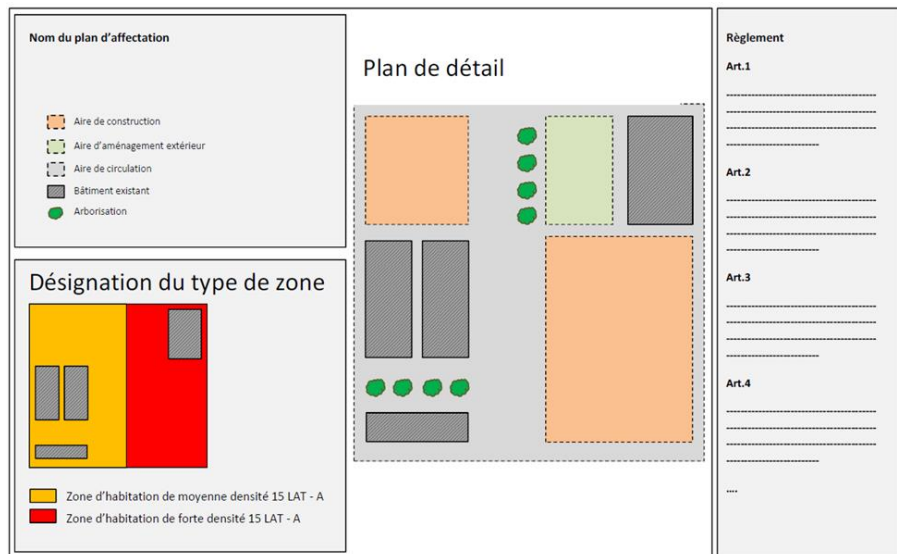 Nom du plan d'affectation
Aire de construction
Aire d'aménagement extérieur
Aire de circulation
Bâtiment existant
Arborisation
Désignation du type de zone
Zone d'habitation de moyenne densité 15 LAT - A
Zone d'habitation de forte densité 15 LAT - A
Plan de détail
Règlement
Art.1
Art.2
Art.3
Art.4
....